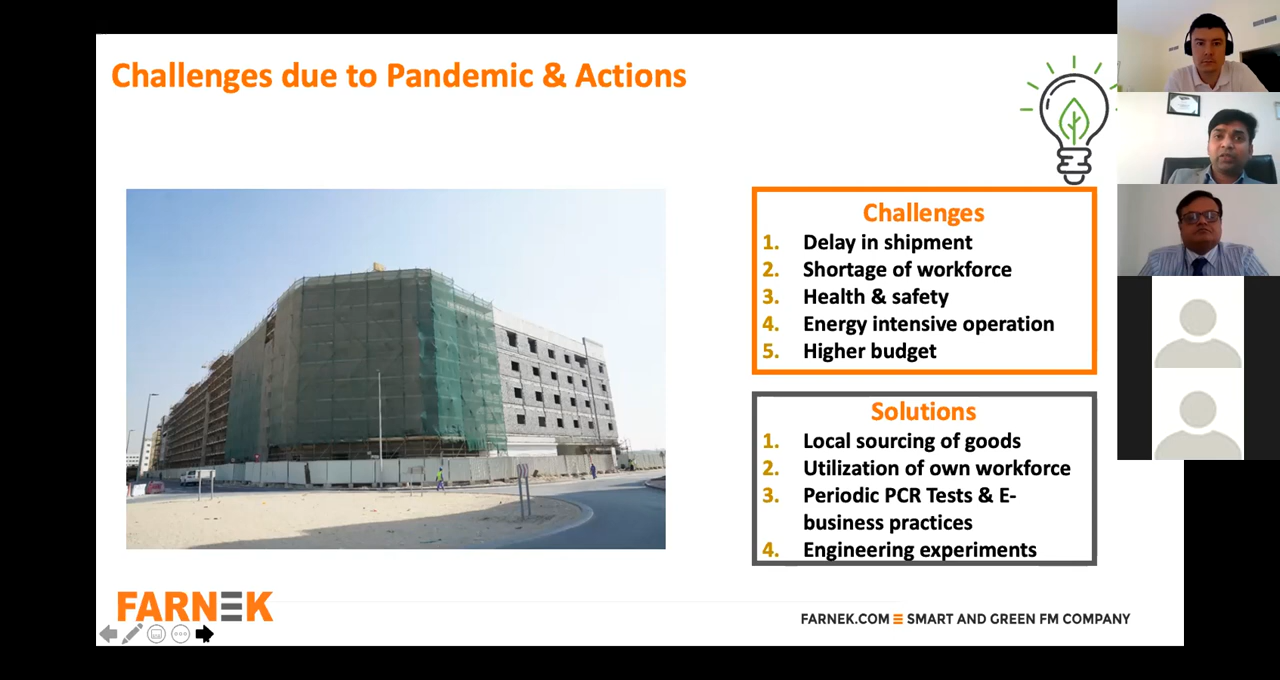 Challenges due to Pandemic & Actions
Challenges
1. Delay in shipment
2. Shortage of workforce
3. Health & safety
4. Energy intensive operation
5. Higher budget
Solutions
1. Local sourcing of goods
2. Utilization of own workforce
3. Periodic PCR Tests & E-
business practices
4. Engineering experiments
FARNEK
FARNEK.COM SMART AND GREEN FM COMPANY